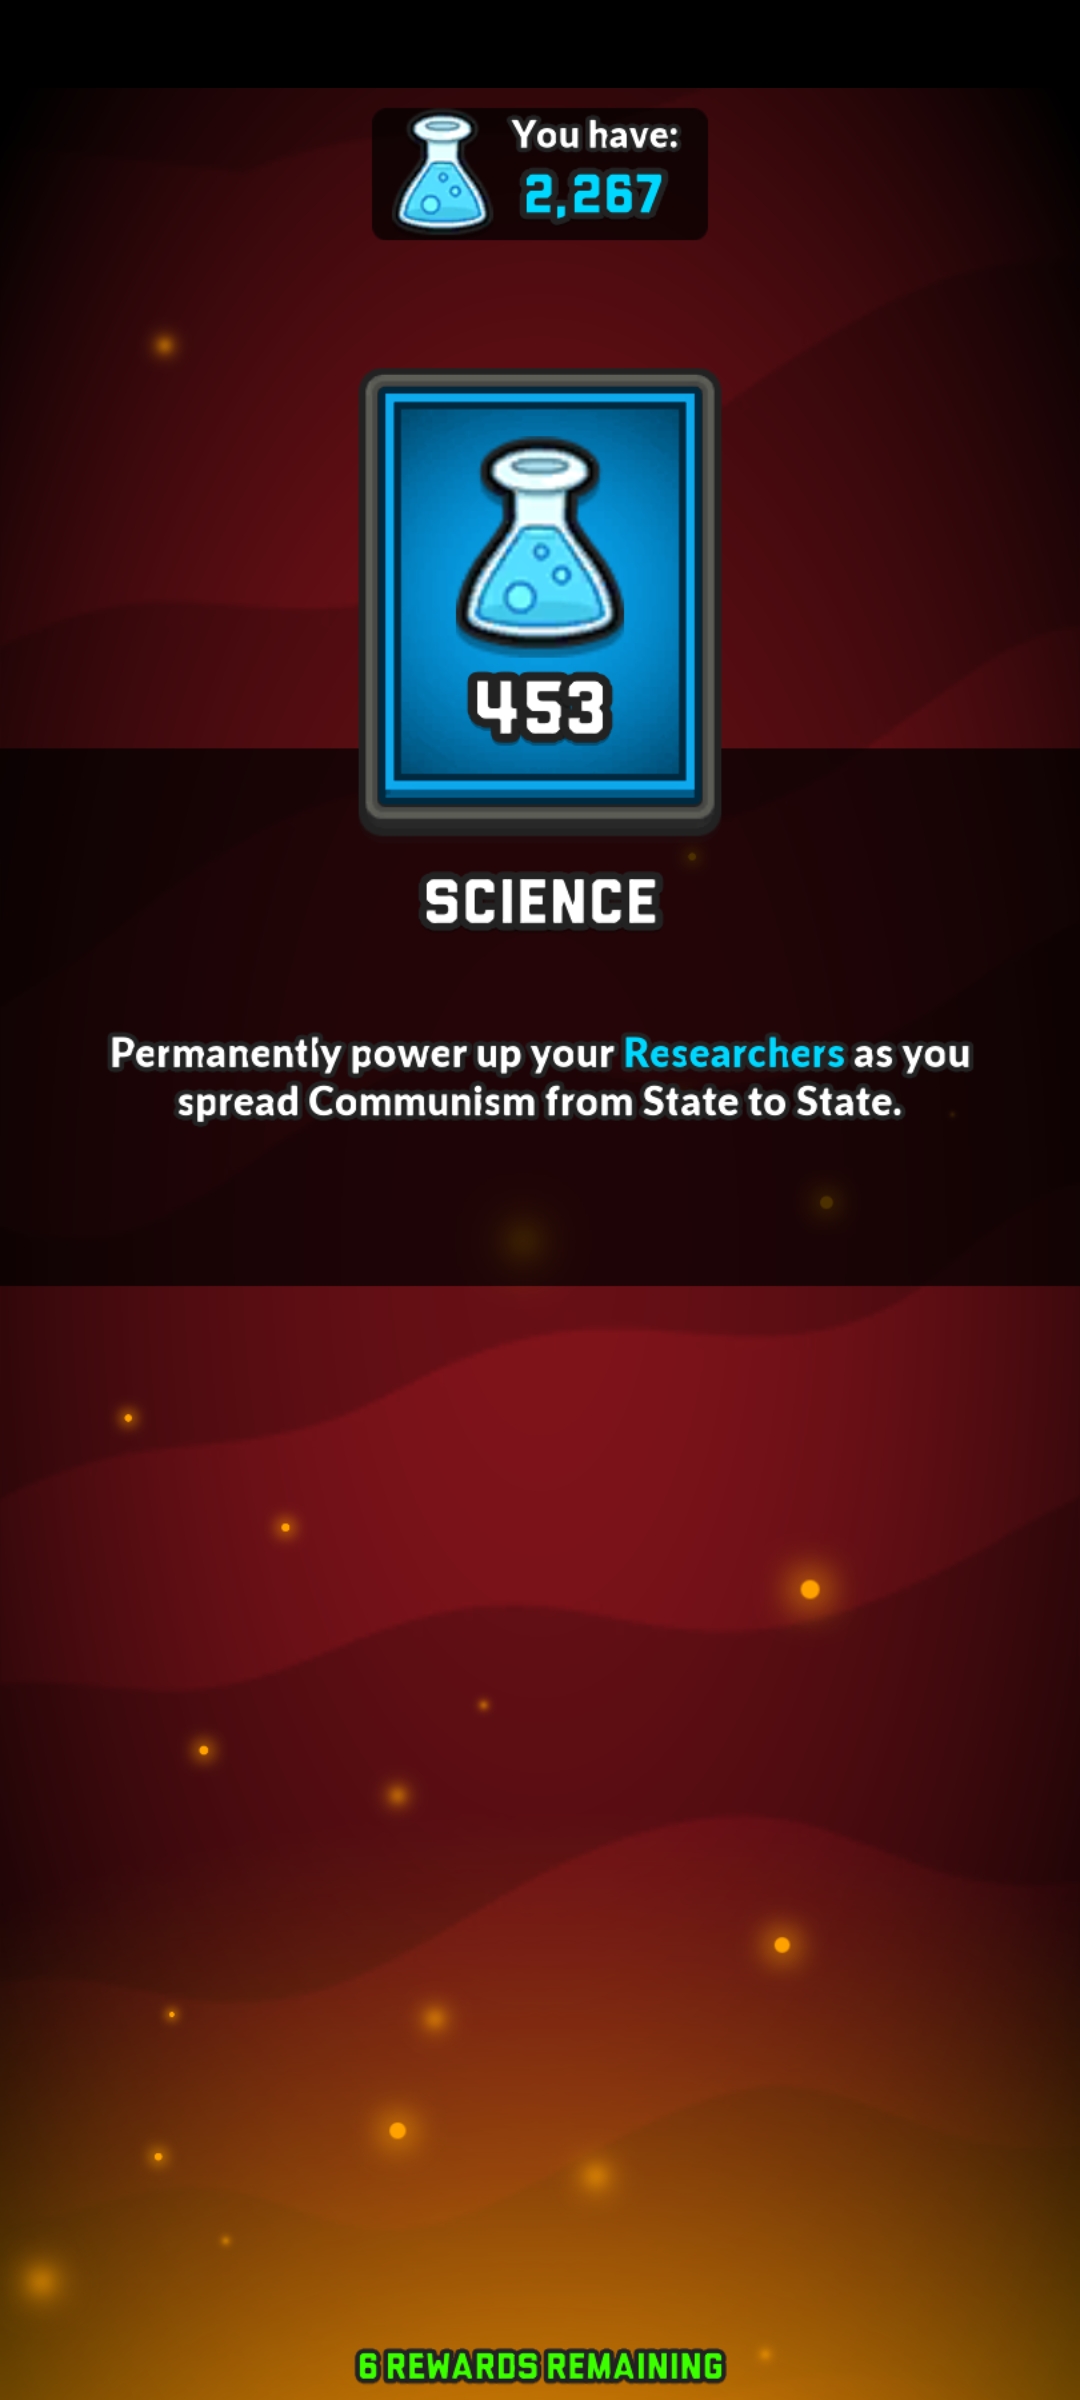 You have:
2,267
453
SCIENCE
Permanently power up your Researchers as you
spread Communism from State to State.
6 REWARDS REMAINING